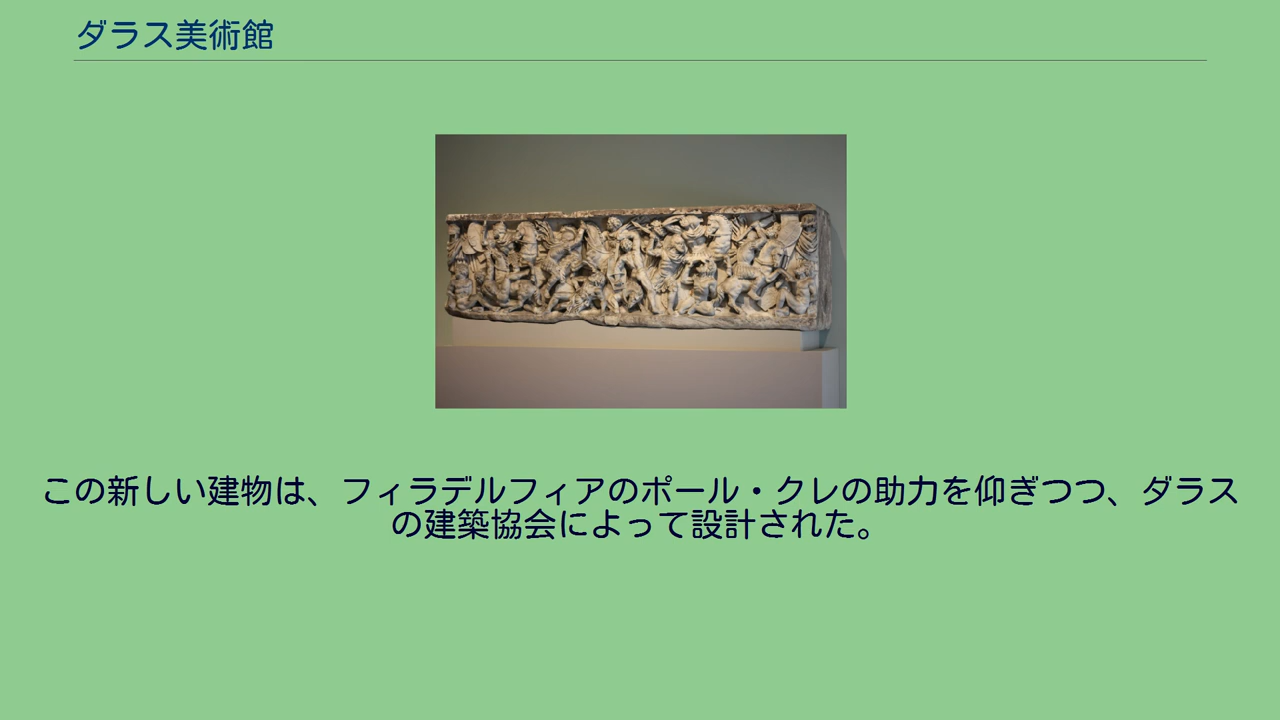 ダラス美術館
この新しい建物は、フィラデルフィアのポール・クレの助力を仰ぎつつ、ダラス
の建築協会によって設計された。